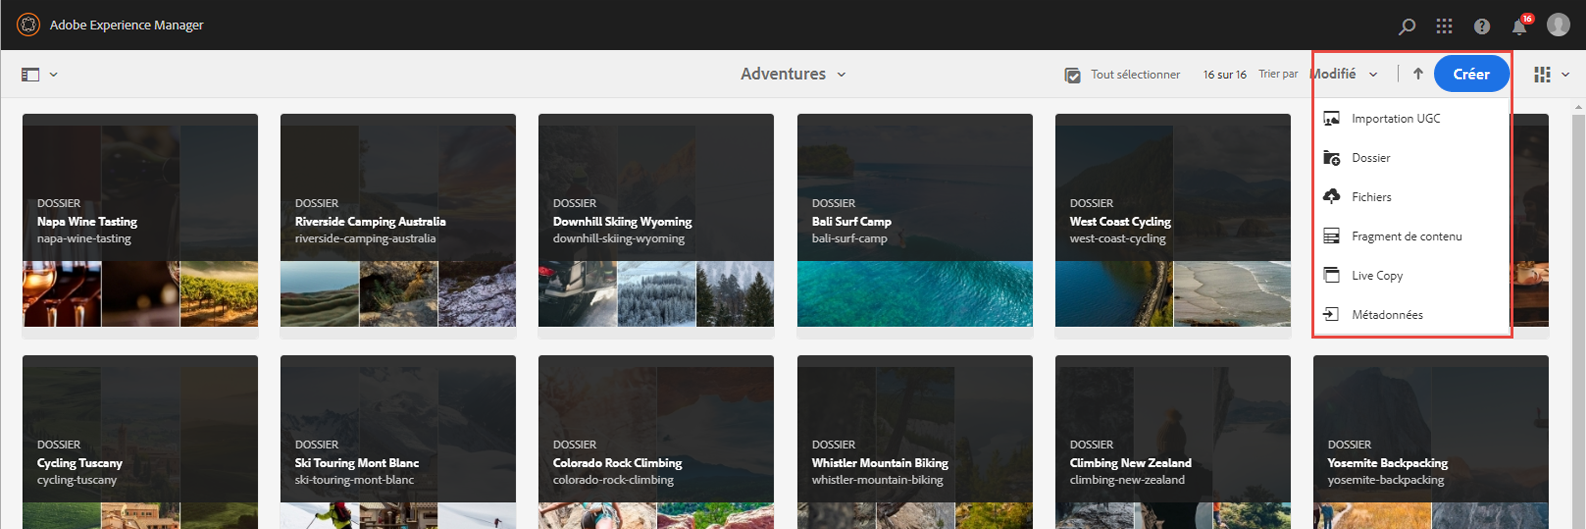 Adobe Experience Manager
16
Adventures
Tout sélectionner
16 sur 16
Trier par
Modifié
Créer
Importation UGC
Dossier
Fichiers
Fragment de contenu
Live Copy
Métadonnées
DOSSIER
Napa Wine Tasting
napa-wine-tasting
DOSSIER
Riverside Camping Australia
riverside-camping-australia
DOSSIER
Downhill Skiing Wyoming
downhill-skiing-wyoming
DOSSIER
Bali Surf Camp
bali-surf-camp
DOSSIER
West Coast Cycling
west-coast-cycling
DOSSIER
Cycling Tuscany
cycling-tuscany
DOSSIER
Ski Touring Mont Blanc
ski-touring-mont-blanc
DOSSIER
Colorado Rock Climbing
colorado-rock-climbing
DOSSIER
Whistler Mountain Biking
whistler-mountain-biking
DOSSIER
Climbing New Zealand
climbing-new-zealand
DOSSIER
Yosemite Backpacking
yosemite-backpacking